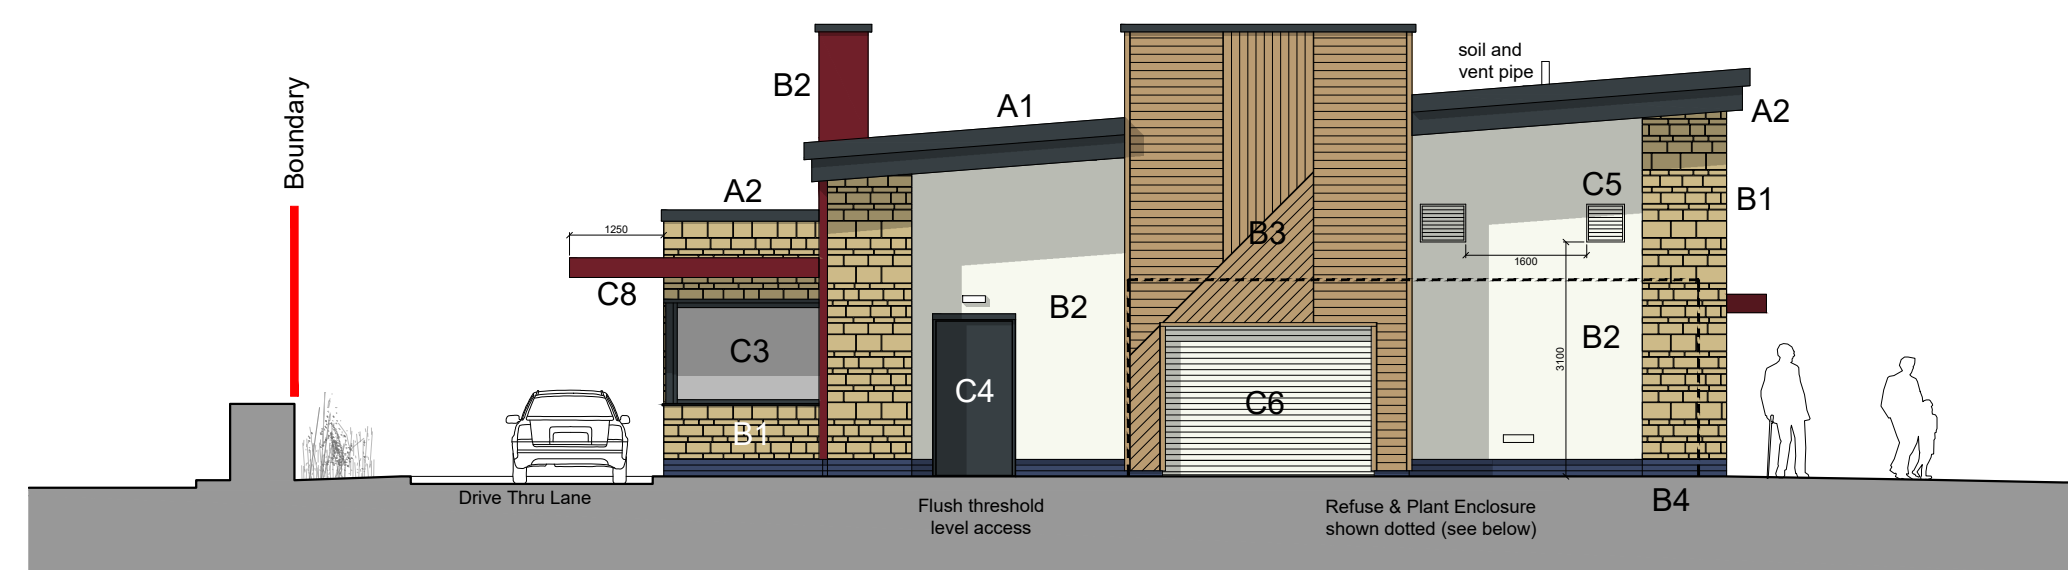 Boundary
soil and
vent pipe
B2
A1
A2
A2
C5
B1
1250
B3
1600
C8
B2
B2
C3
3100
C4
C6
B1
Drive Thru Lane
Flush threshold
level access
Refuse & Plant Enclosure
shown dotted (see below)
B4